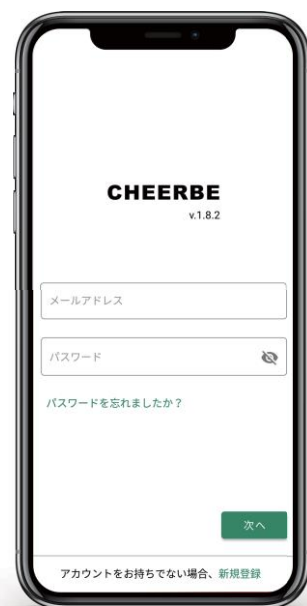 CHEERBE
v.1.8.2
メールアドレス
パスワード
パスワードを忘れましたか？
次へ
アカウントをお持ちでない場合、新規登録